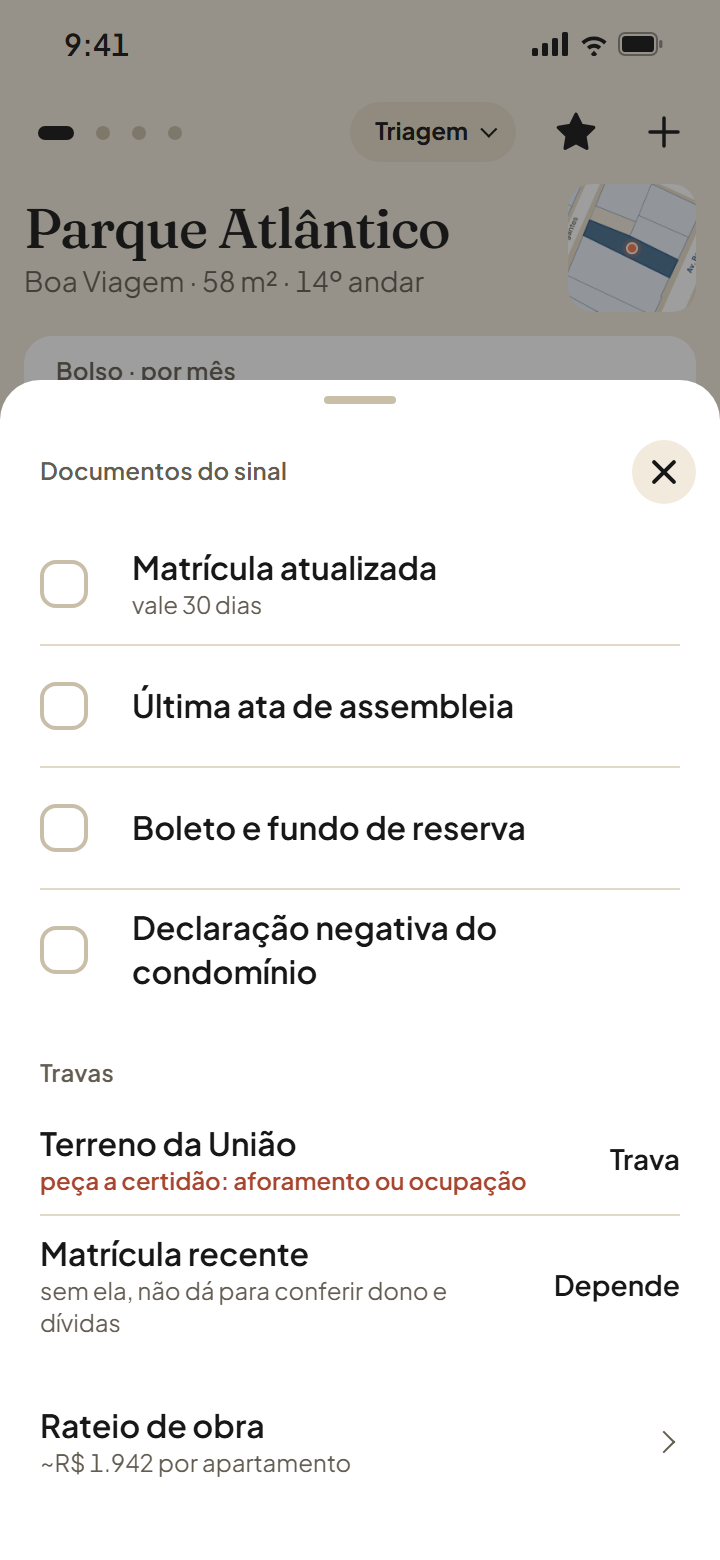 9:41
Triagem
Parque Atlântico
Boa Viagem · 58 m² · 14º andar
Bolso · por mês
Documentos do sinal
Matrícula atualizada
vale 30 dias
Última ata de assembleia
Boleto e fundo de reserva
Declaração negativa do
condomínio
Travas
Terreno da União
peça a certidão: aforamento ou ocupação
Trava
Matrícula recente
sem ela, não dá para conferir dono e
dívidas
Depende
Rateio de obra
~R$ 1.942 por apartamento